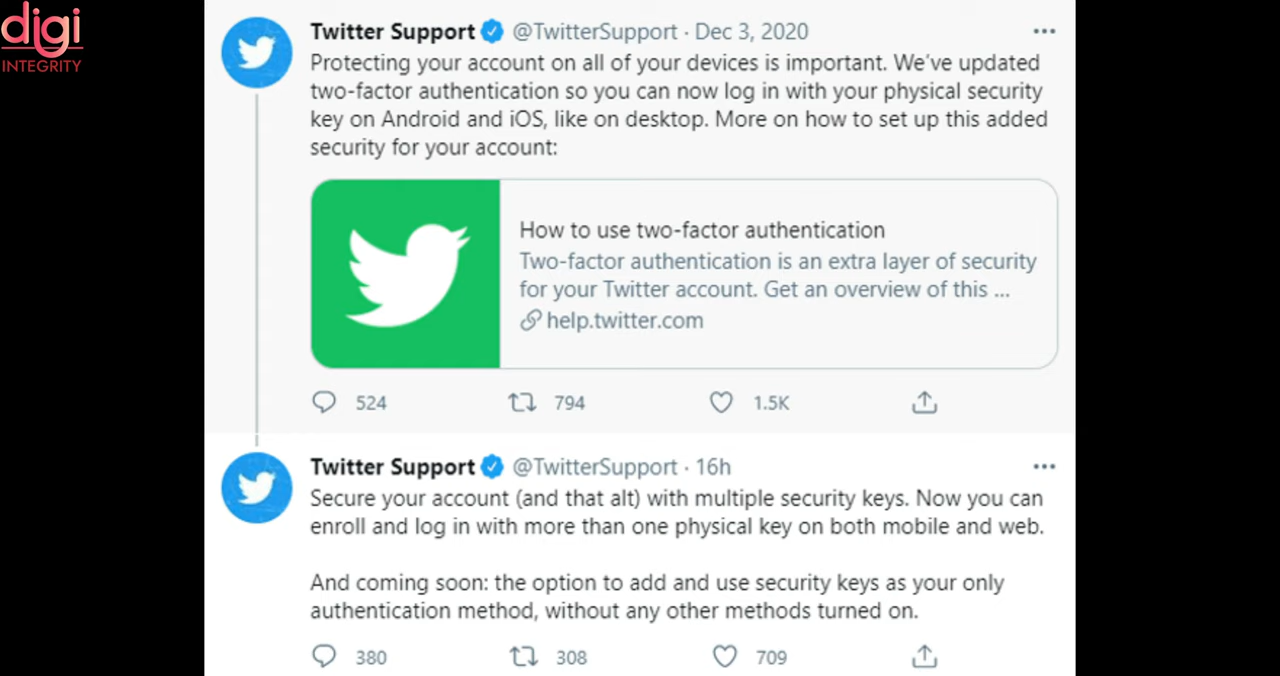 digi
INTEGRITY
Twitter Support @TwitterSupport · Dec 3, 2020
Protecting your account on all of your devices is important. We've updated
two-factor authentication so you can now log in with your physical security
key on Android and iOS, like on desktop. More on how to set up this added
security for your account:
How to use two-factor authentication
Two-factor authentication is an extra layer of security
for your Twitter account. Get an overview of this ...
help.twitter.com
524 794 1.5K
Twitter Support @TwitterSupport · 16h
Secure your account (and that alt) with multiple security keys. Now you can
enroll and log in with more than one physical key on both mobile and web.
And coming soon: the option to add and use security keys as your only
authentication method, without any other methods turned on.
380 308 709